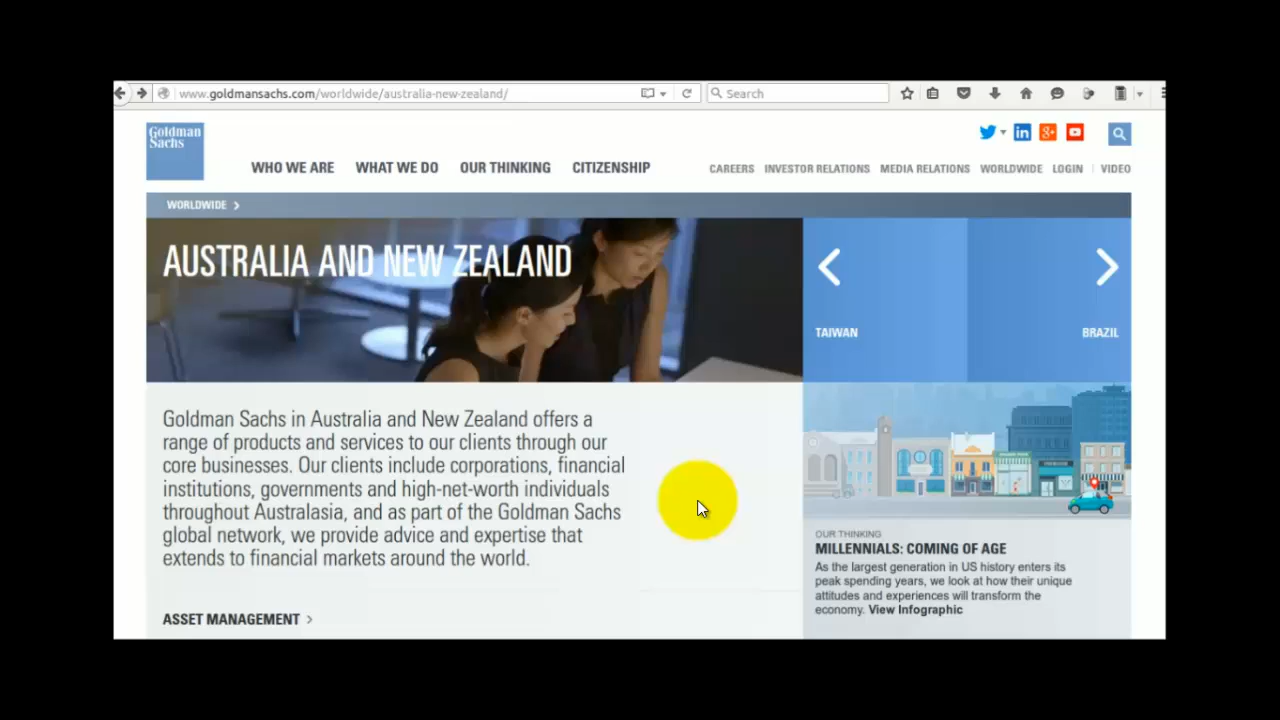 www.goldmansachs.com/worldwide/australia-new-zealand/
Search
Goldman
Sachs
WHO WE ARE WHAT WE DO OUR THINKING CITIZENSHIP
CAREERS INVESTOR RELATIONS MEDIA RELATIONS WORLDWIDE LOGIN VIDEO
WORLDWIDE
AUSTRALIA AND NEW ZEALAND
TAIWAN
BRAZIL
Goldman Sachs in Australia and New Zealand offers a
range of products and services to our clients through our
core businesses. Our clients include corporations, financial
institutions, governments and high-net-worth individuals
throughout Australasia, and as part of the Goldman Sachs
global network, we provide advice and expertise that
extends to financial markets around the world.
ASSET MANAGEMENT
OUR THINKING
MILLENNIALS: COMING OF AGE
As the largest generation in US history enters its
peak spending years, we look at how their unique
attitudes and experiences will transform the
economy. View Infographic